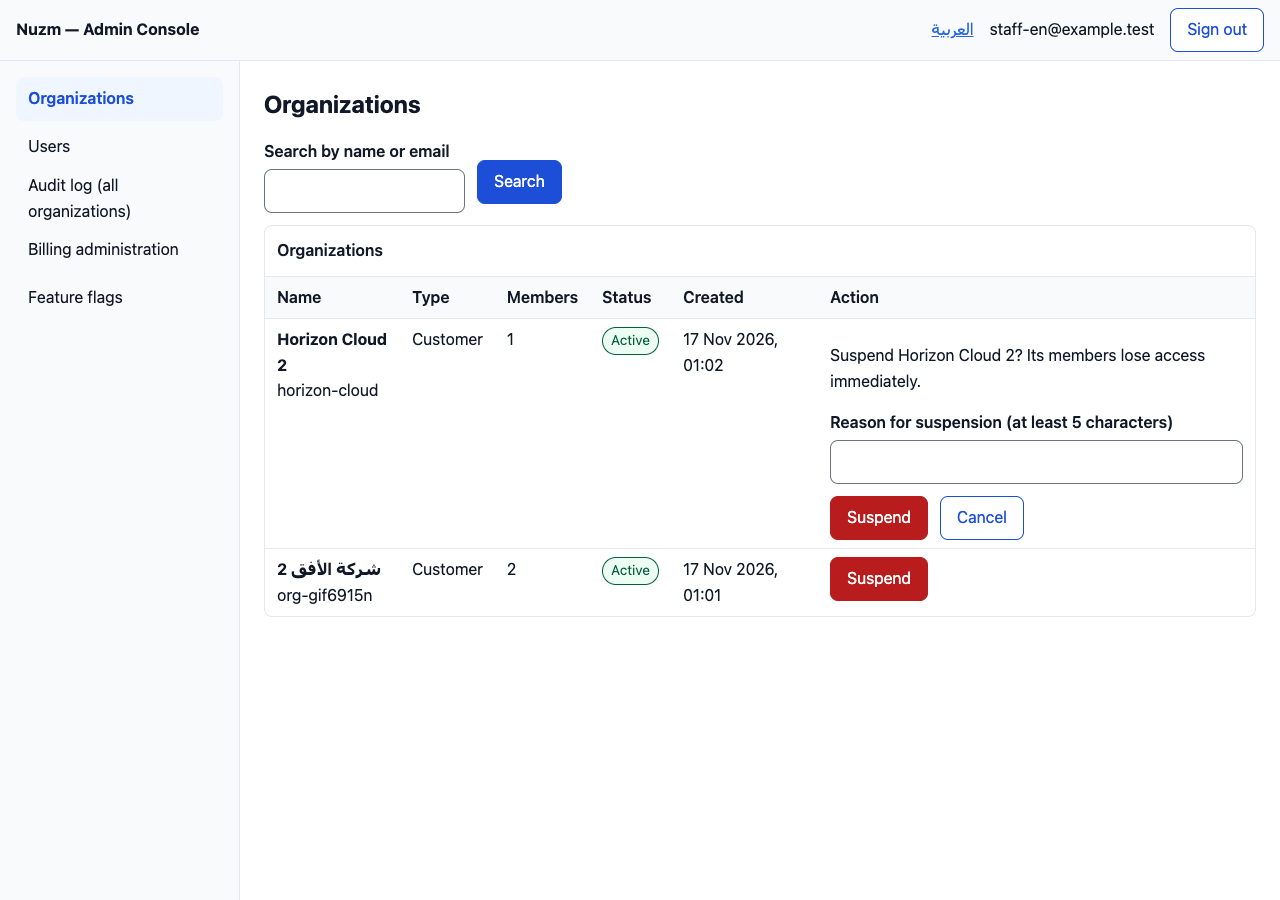 Nuzm — Admin Console
العربية
staff-en@example.test
Sign out
Organizations
Users
Audit log (all
organizations)
Billing administration
Feature flags
Organizations
Search by name or email
Search
Organizations
Name Type Members Status Created Action
Horizon Cloud
2
horizon-cloud
Customer
1
Active
17 Nov 2026,
01:02
Suspend Horizon Cloud 2? Its members lose access
immediately.
Reason for suspension (at least 5 characters)
Suspend
Cancel
شركة الأفق 2
org-gif6915n
Customer
2
Active
17 Nov 2026,
01:01
Suspend